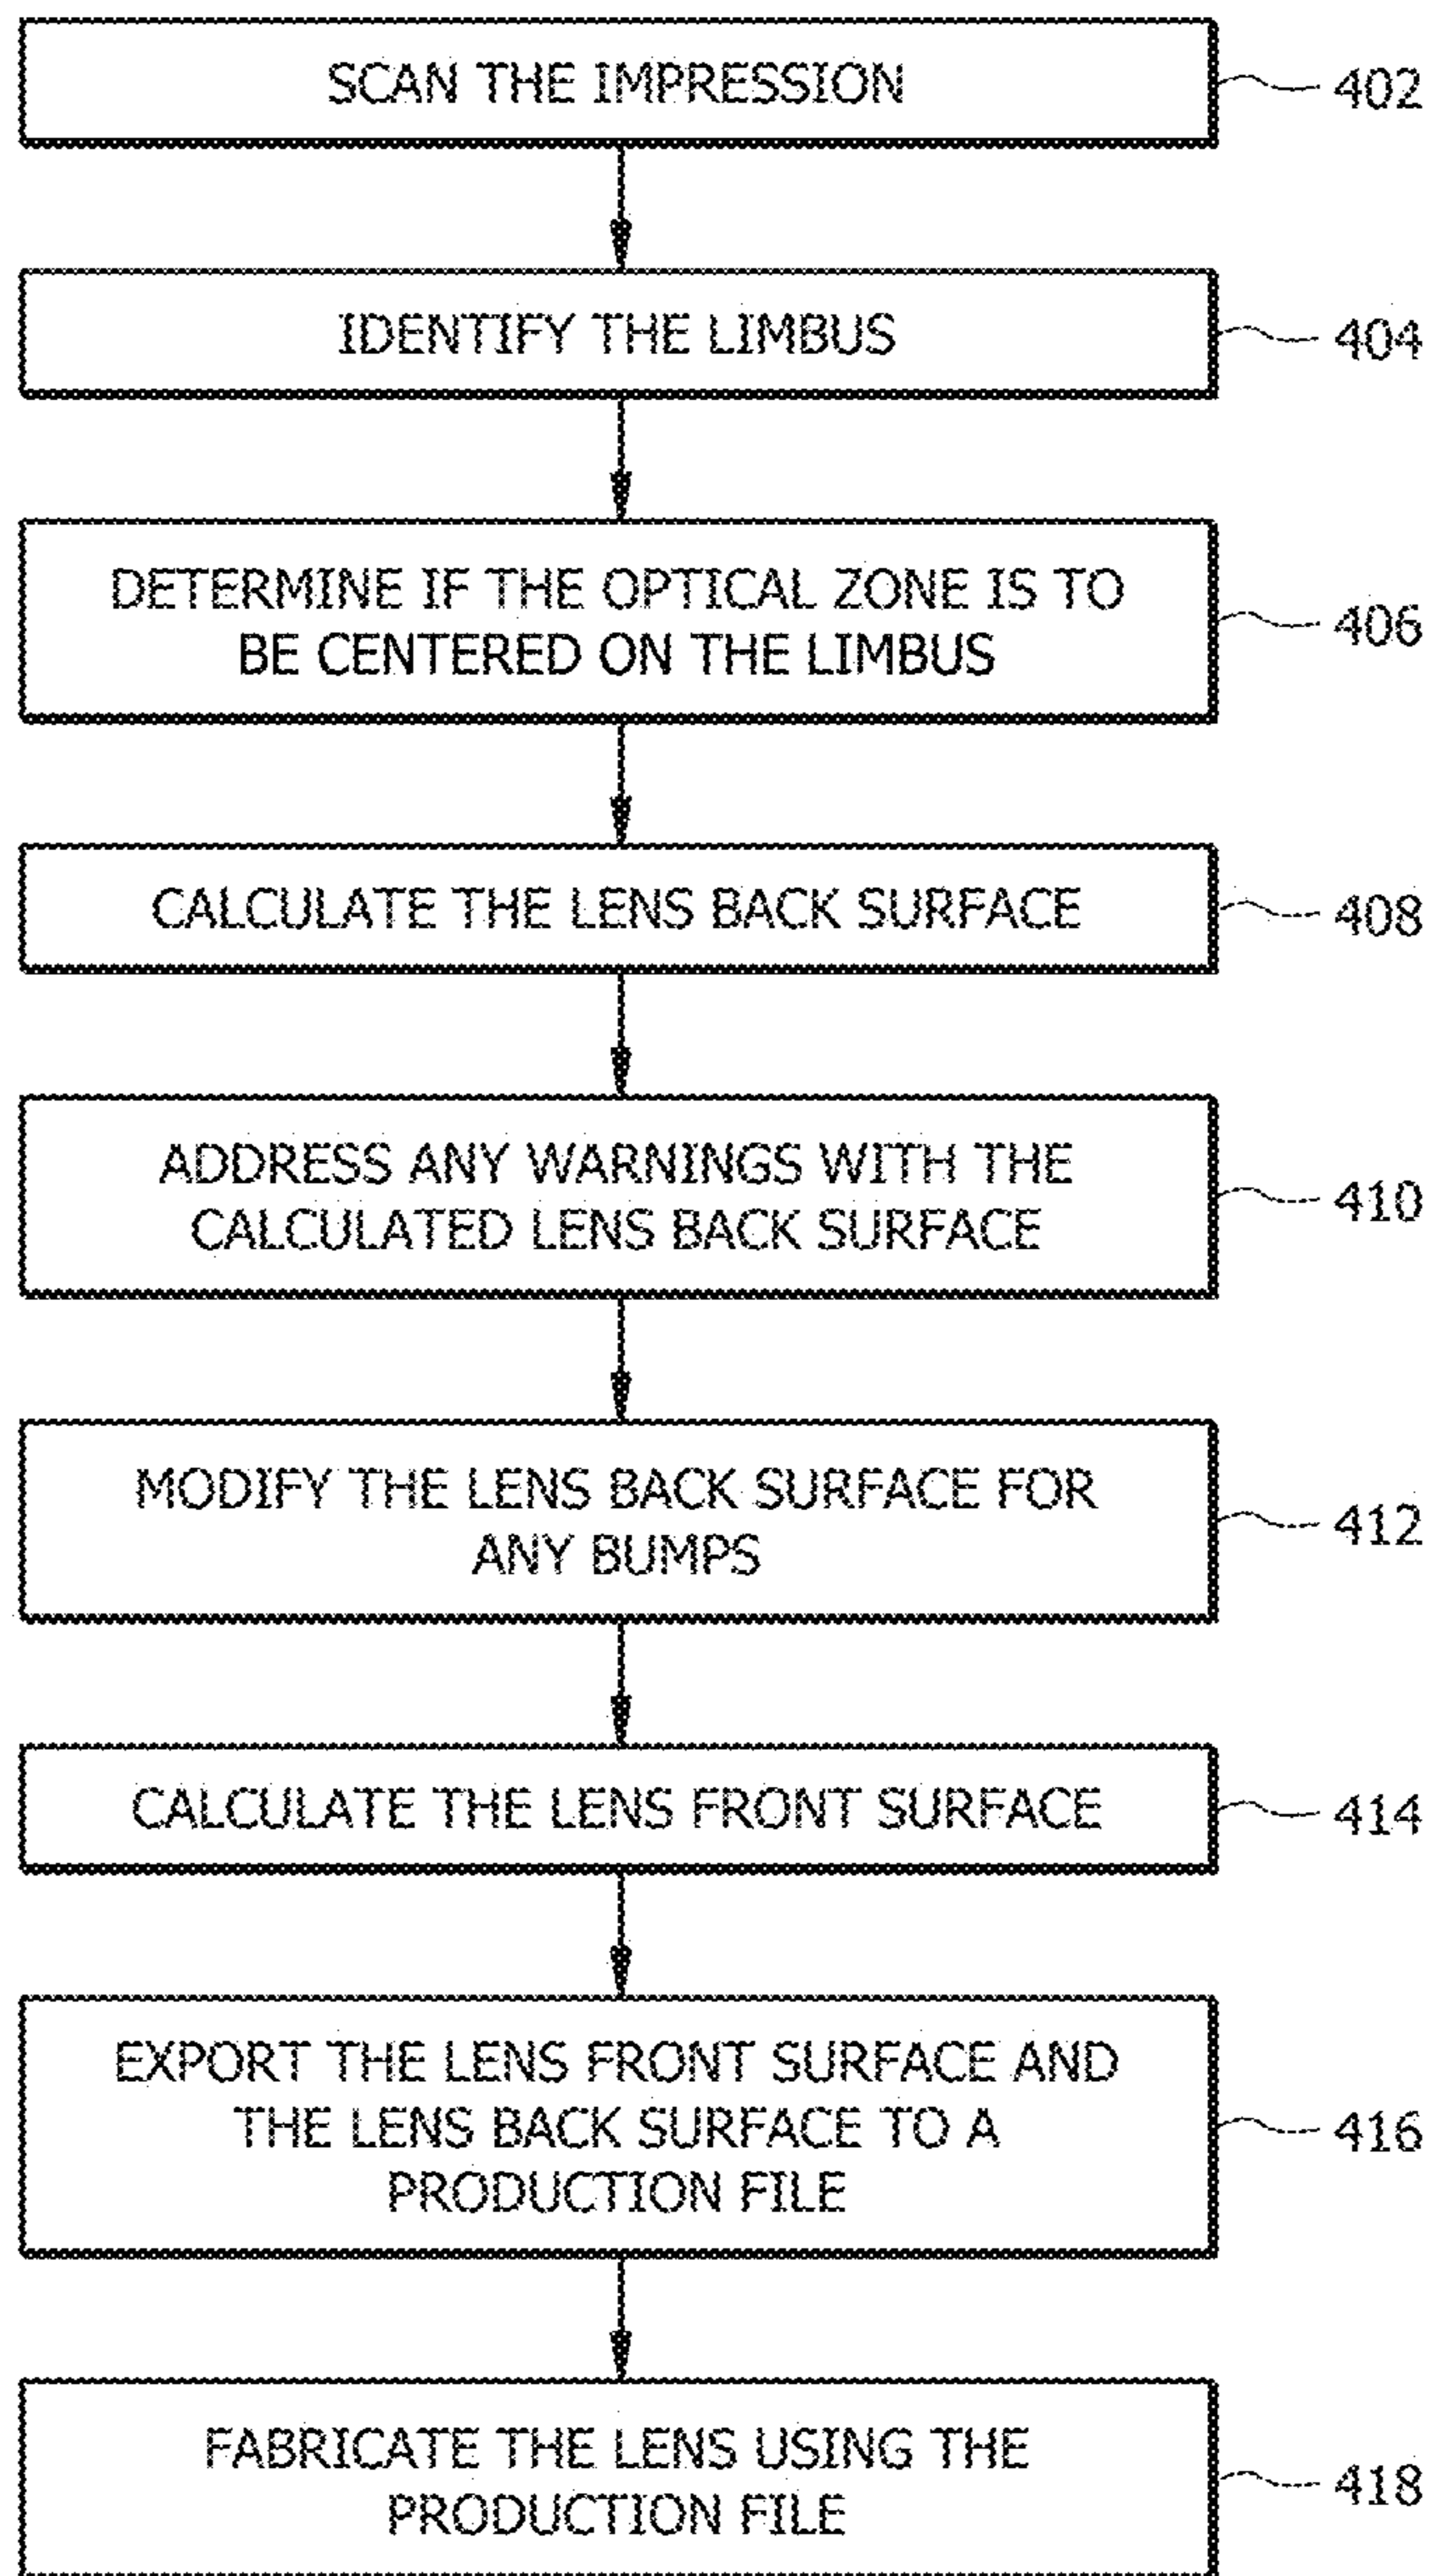 SCAN THE IMPRESSION
402
IDENTIFY THE LIMBUS
404
DETERMINE IF THE OPTICAL ZONE IS TO
BE CENTERED ON THE LIMBUS
406
CALCULATE THE LENS BACK SURFACE
408
ADDRESS ANY WARNINGS WITH THE
CALCULATED LENS BACK SURFACE
410
MODIFY THE LENS BACK SURFACE FOR
ANY BUMPS
412
CALCULATE THE LENS FRONT SURFACE
414
EXPORT THE LENS FRONT SURFACE AND
THE LENS BACK SURFACE TO A
PRODUCTION FILE
416
FABRICATE THE LENS USING THE
PRODUCTION FILE
418